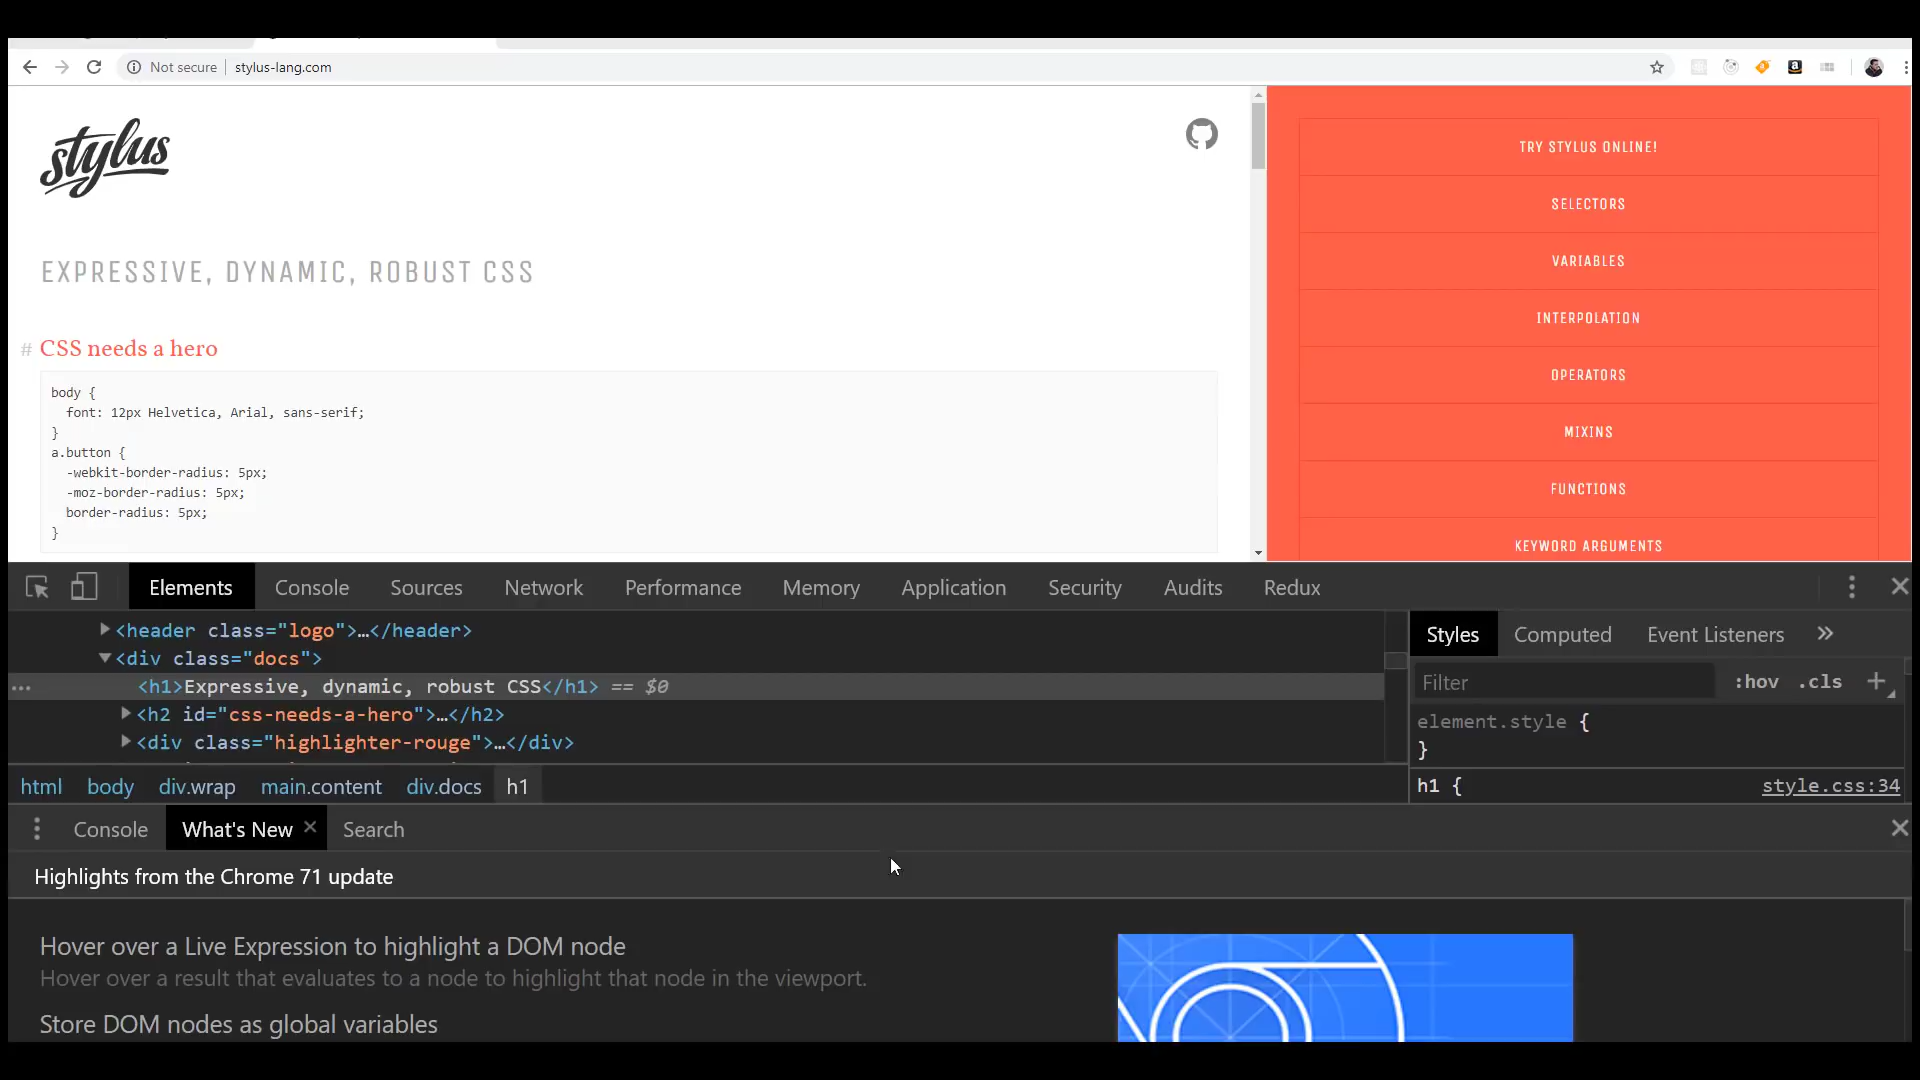 Not secure
stylus-lang.com
stylus
EXPRESSIVE, DYNAMIC, ROBUST CSS
# CSS needs a hero
body {
font: 12px Helvetica, Arial, sans-serif;
}
a.button {
-webkit-border-radius: 5px;
-moz-border-radius: 5px;
border-radius: 5px;
}
TRY STYLUS ONLINE!
SELECTORS
VARIABLES
INTERPOLATION
OPERATORS
MIXINS
FUNCTIONS
KEYWORD ARGUMENTS
Elements Console Sources Network Performance Memory Application Security Audits Redux
<header class="logo">…</header>
<div class="docs">
<h1>Expressive, dynamic, robust CSS</h1> == $0
<h2 id="css-needs-a-hero">…</h2>
<div class="highlighter-rouge">…</div>
html body div.wrap main.content div.docs h1
Styles Computed Event Listeners »
Filter :hov .cls +
element.style {
}
h1 { style.css:34
Console What's New × Search
Highlights from the Chrome 71 update
Hover over a Live Expression to highlight a DOM node
Hover over a result that evaluates to a node to highlight that node in the viewport.
Store DOM nodes as global variables